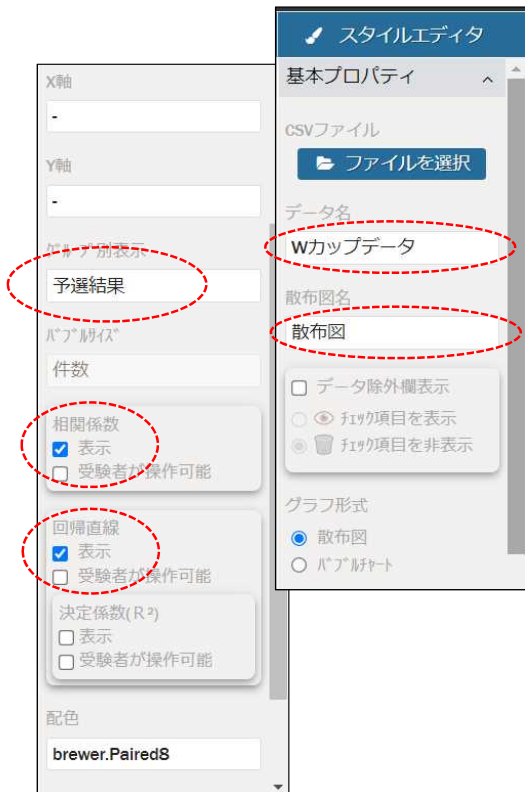 X軸
-
Y軸
-
グループ別表示
予選結果
バブルサイズ
件数
相関係数
表示
受験者が操作可能
回帰直線
表示
受験者が操作可能
決定係数(R²)
表示
受験者が操作可能
配色
brewer.Paired8
スタイルエディタ
基本プロパティ
CSVファイル
ファイルを選択
データ名
Wカップデータ
散布図名
散布図
データ除外欄表示
チェック項目を表示
チェック項目を非表示
グラフ形式
散布図
バブルチャート